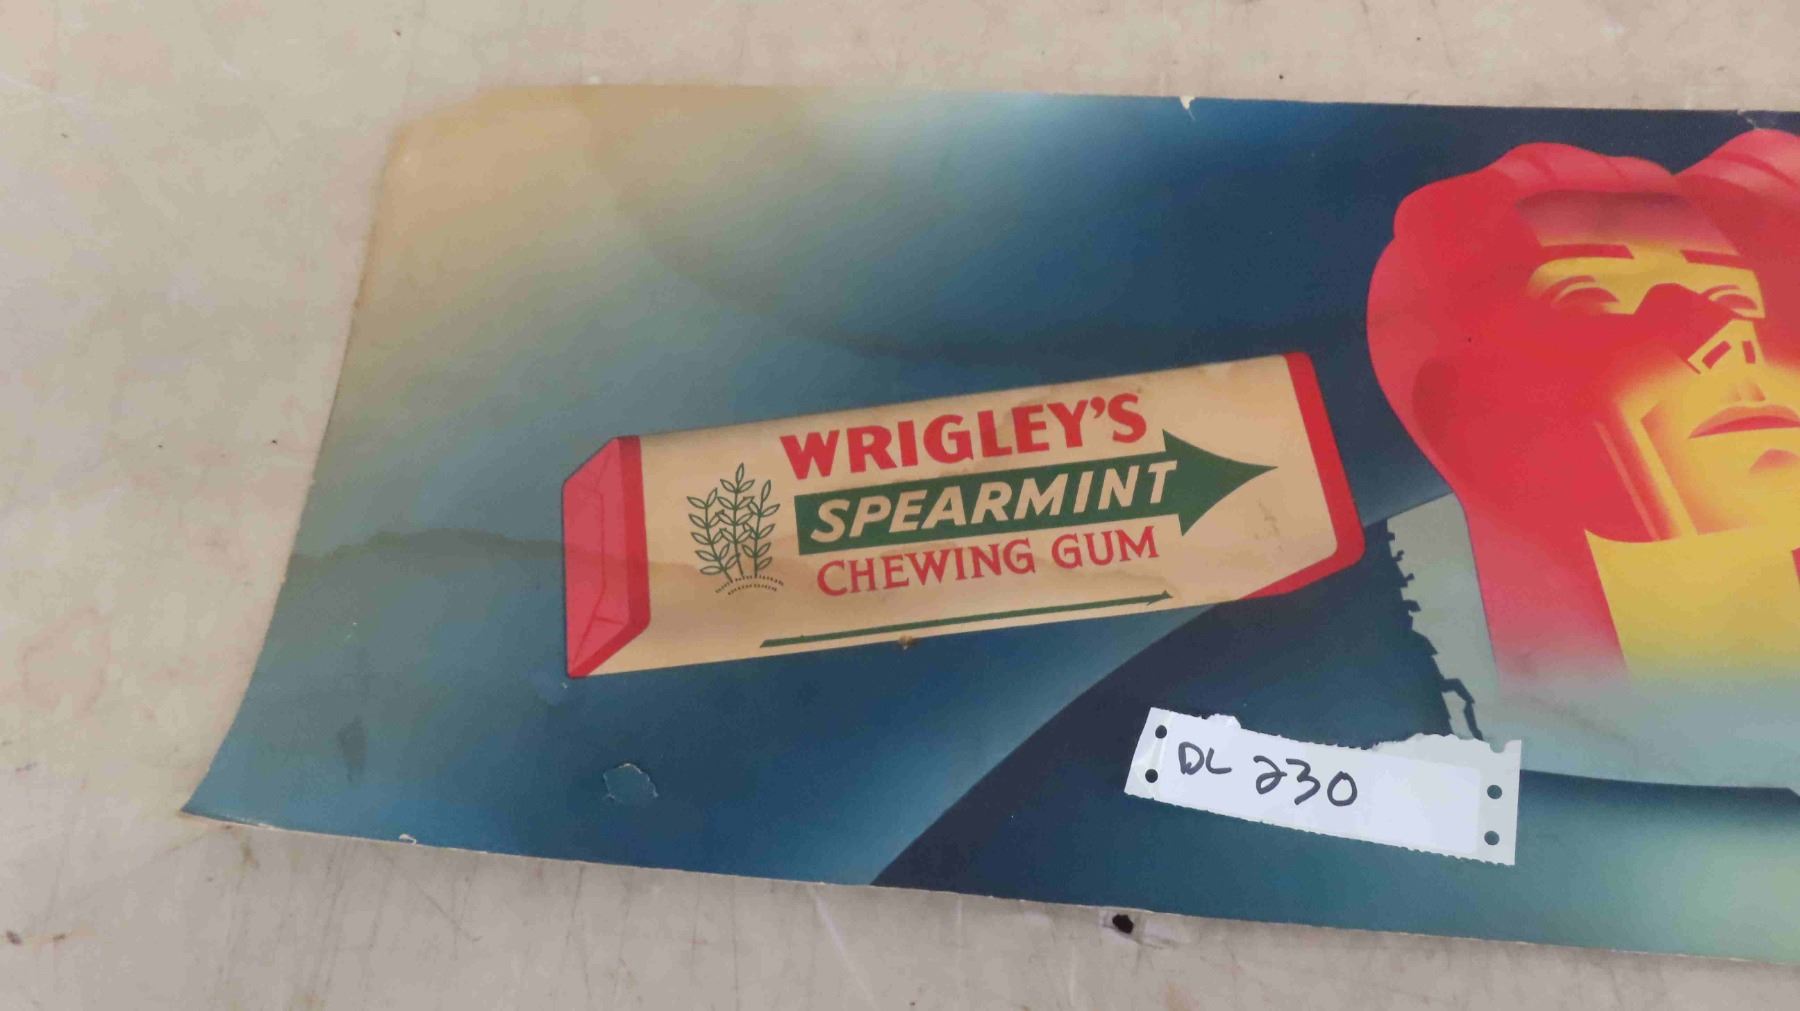 WRIGLEY'S
SPEARMINT
CHEWING GUM
DL 230